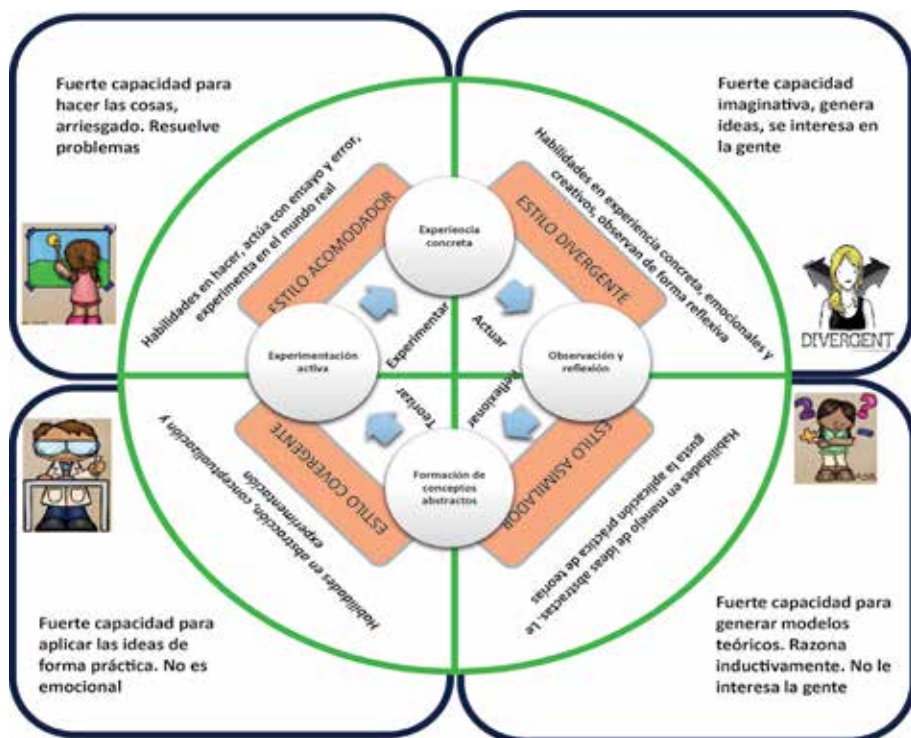 Fuerte capacidad para
hacer las cosas,
arriesgado. Resuelve
problemas
Fuerte capacidad
imaginativa, genera
ideas, se interesa en
la gente
Habilidades en hacer, actúa con ensayo y error,
experimenta en el mundo real
ESTILO ACOMODADOR
Experiencia
concreta
Habilidades en experiencia concreta, emocionales y
creativos, observan de forma reflexiva
ESTILO DIVERGENTE
DIVERGENT
Experimentar
Actuar
Experimentación
activa
Observación y
reflexión
Teorizar
Reflexionar
Formación de
conceptos
abstractos
ESTILO COVERGENTE
Habilidades en abstracción, conceptualización y
experimentación
ESTILO ASIMILADOR
Habilidades en manejo de ideas abstractas. Le
gusta la aplicación práctica de teorías
Fuerte capacidad para
aplicar las ideas de
forma práctica. No es
emocional
Fuerte capacidad para
generar modelos
teóricos. Razona
inductivamente. No le
interesa la gente